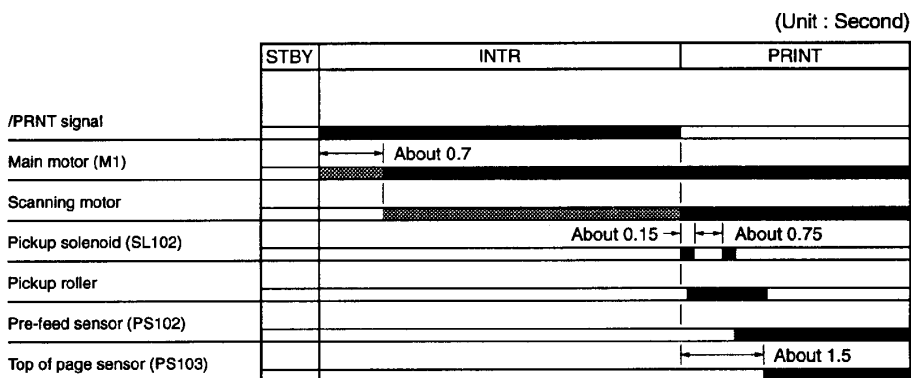 (Unit : Second)
STBY INTR PRINT
/PRNT signal
About 0.7
Main motor (M1)
Scanning motor
About 0.15 About 0.75
Pickup solenoid (SL102)
Pickup roller
Pre-feed sensor (PS102)
About 1.5
Top of page sensor (PS103)